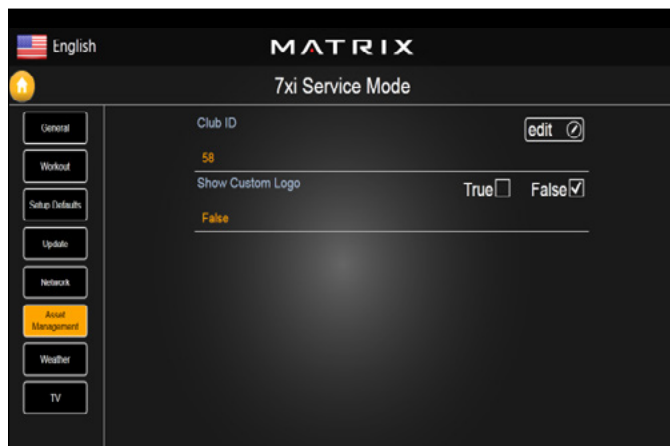 English
MATRIX
7xi Service Mode
General
Workout
Setup Defaults
Update
Network
Asset
Management
Weather
TV
Club ID
edit
58
Show Custom Logo
True
False
False